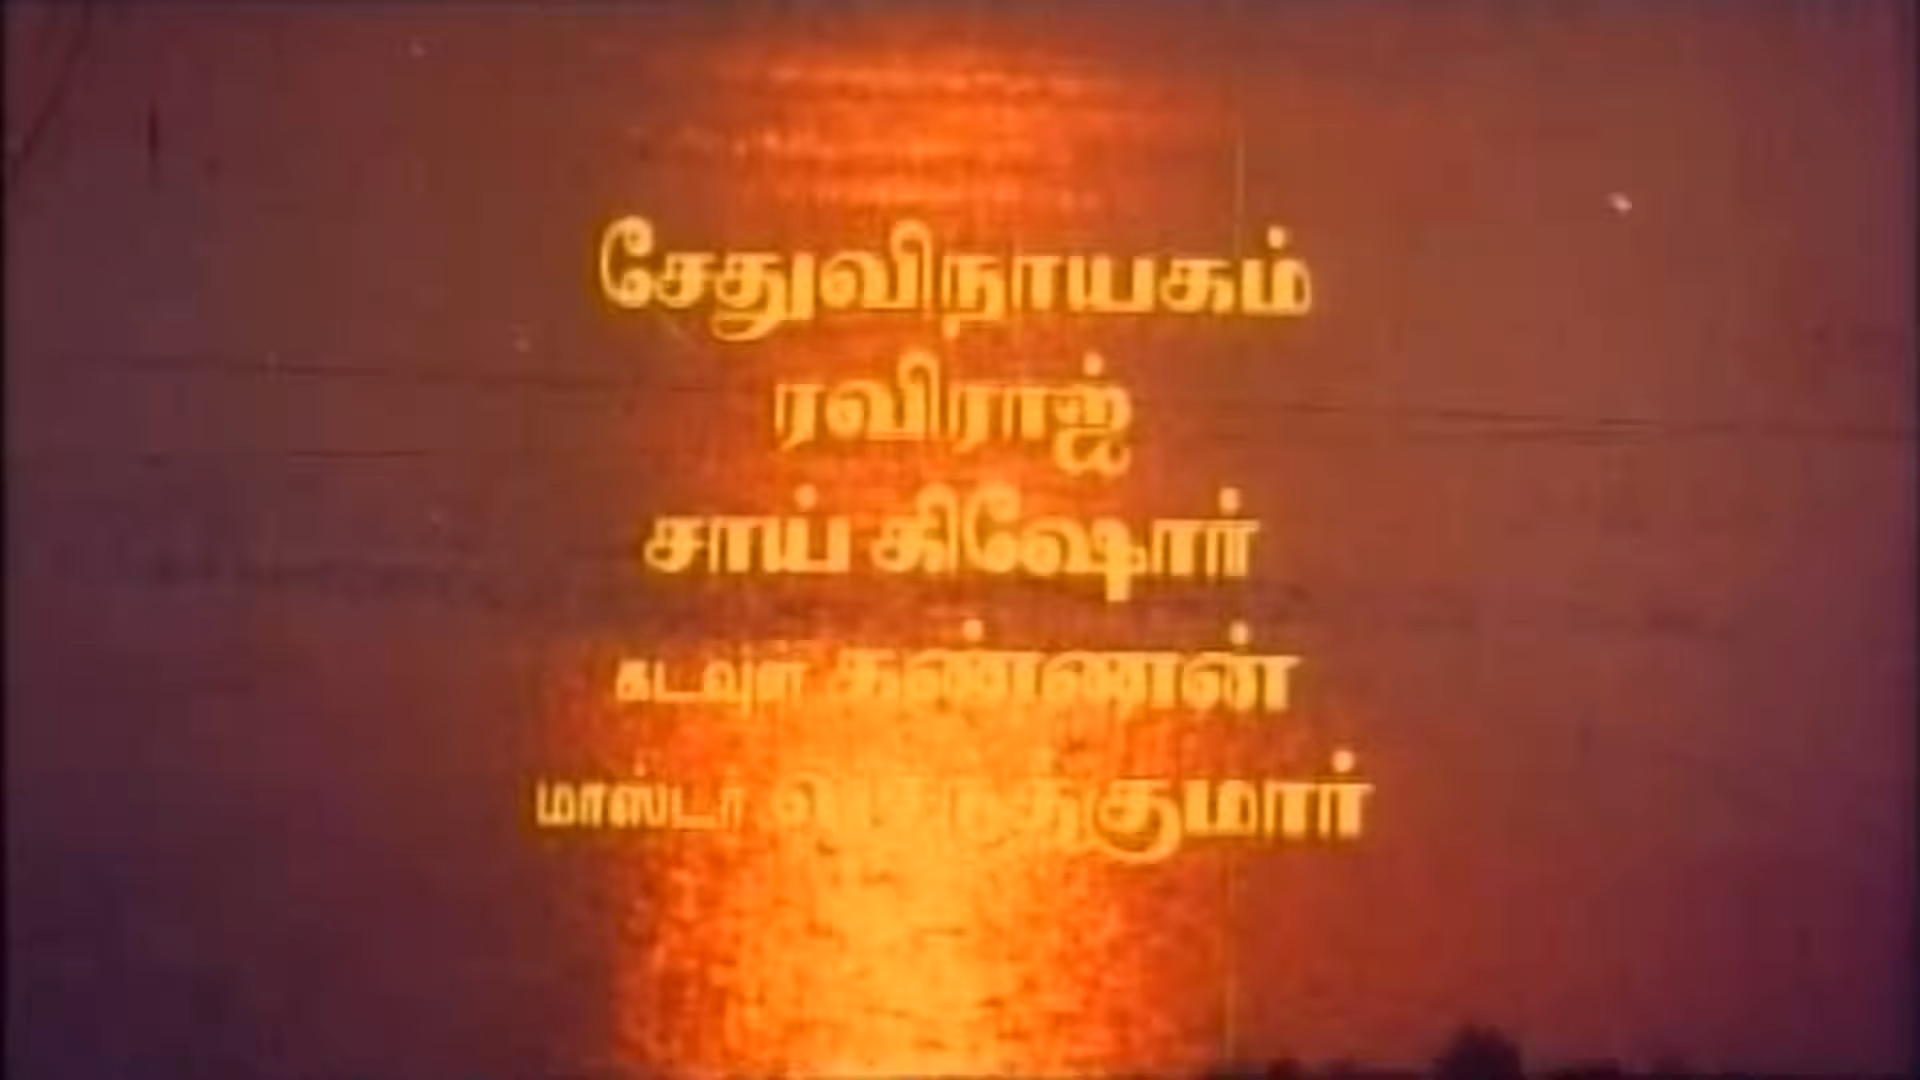 சேதுவிநாயகம்
ரவிராஜ்
சாய் கிஷோர்
கடவுள் கண்ணன்
மாஸ்டர்